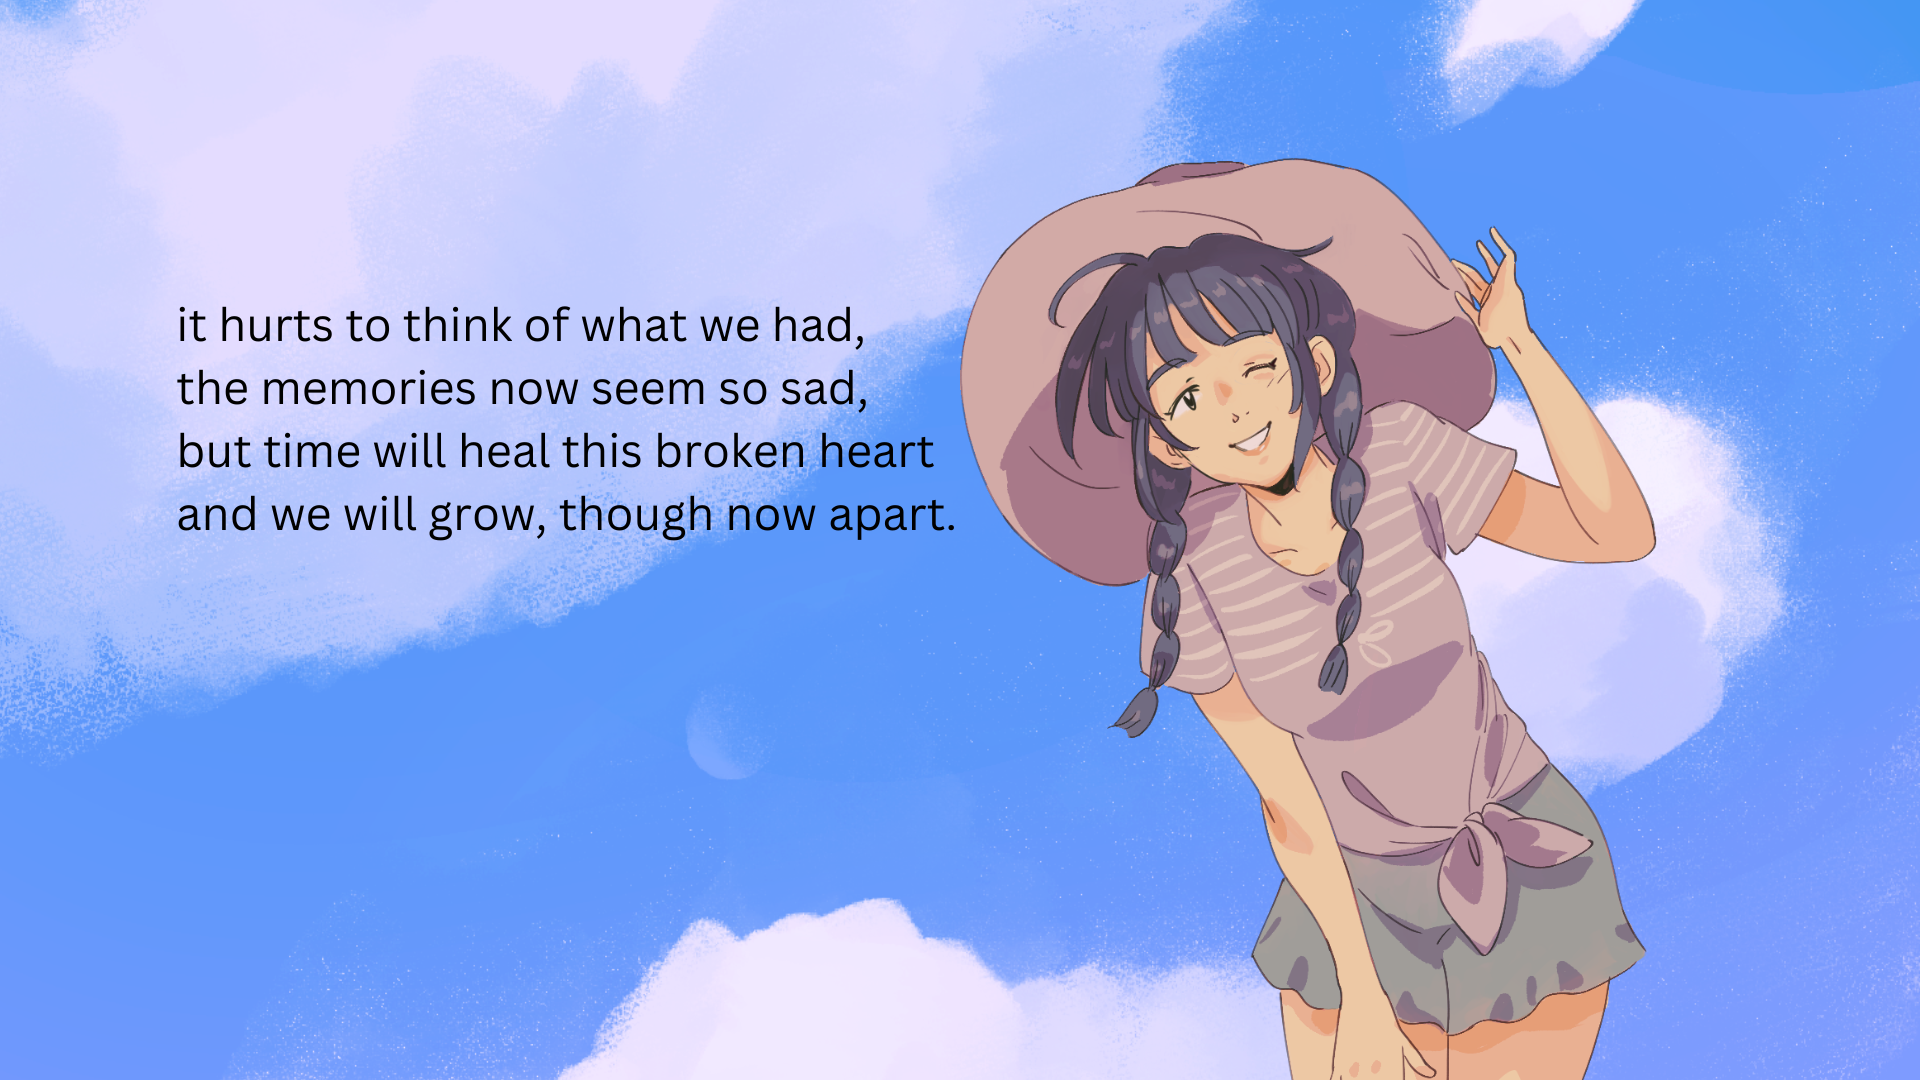 it hurts to think of what we had,
the memories now seem so sad,
but time will heal this broken heart
and we will grow, though now apart.